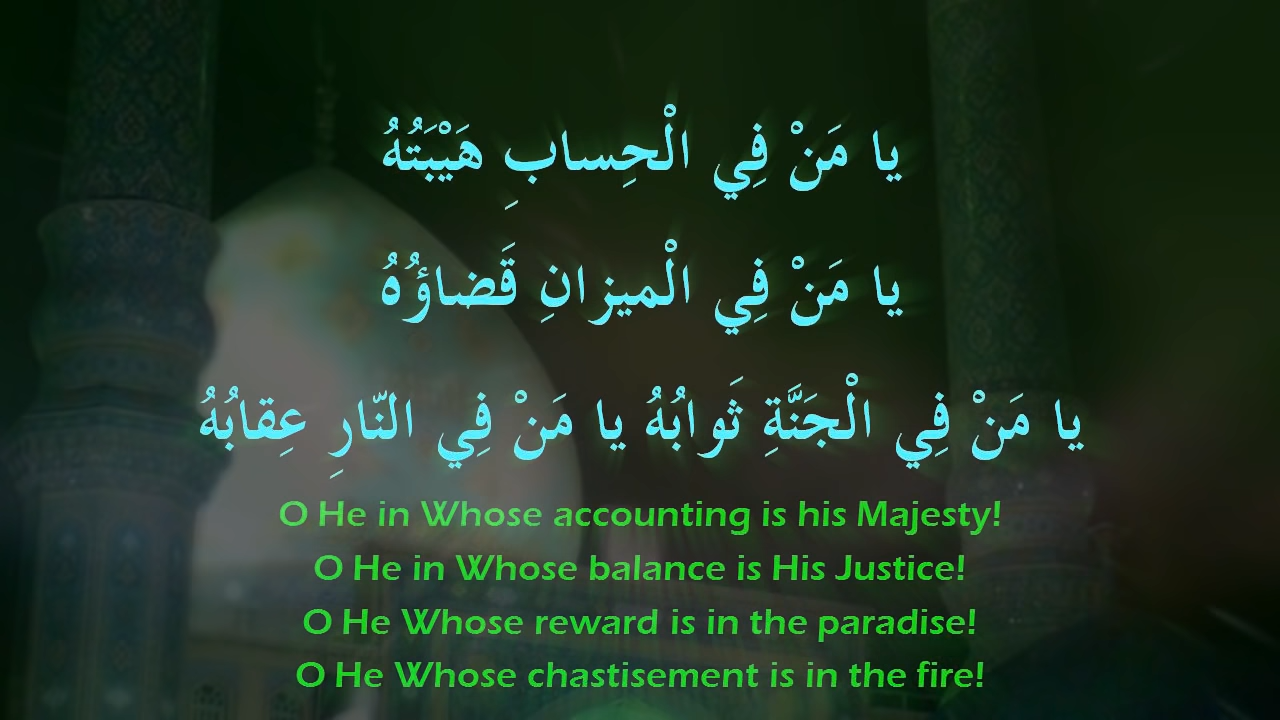 يا مَنْ فِي الْحِسابِ هَيْبَتُهُ
يا مَنْ فِي الْميزانِ قَضاؤُهُ
يا مَنْ فِي الْجَنَّةِ ثَوابُهُ يا مَنْ فِي النّارِ عِقابُهُ
O He in Whose accounting is his Majesty!
O He in Whose balance is His Justice!
O He Whose reward is in the paradise!
O He Whose chastisement is in the fire!